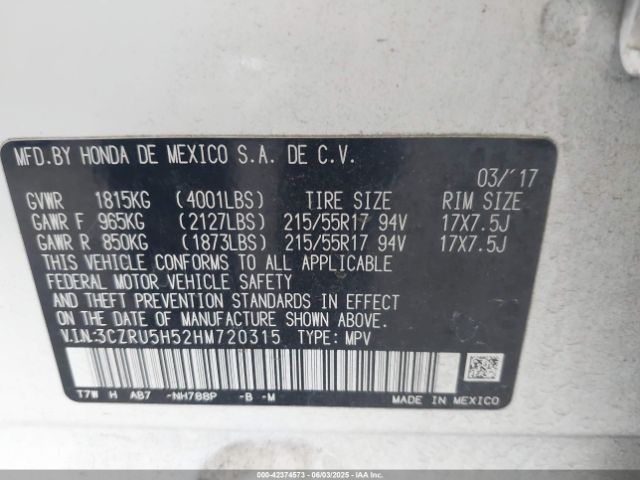 MFD.BY HONDA DE MEXICO S.A. DE C.V.
03/'17
GVWR 1815KG (4001LBS) TIRE SIZE RIM SIZE
GAWR F 965KG (2127LBS) 215/55R17 94V 17X7.5J
GAWR R 850KG (1873LBS) 215/55R17 94V 17X7.5J
THIS VEHICLE CONFORMS TO ALL APPLICABLE
FEDERAL MOTOR VEHICLE SAFETY
AND THEFT PREVENTION STANDARDS IN EFFECT
ON THE DATE OF MANUFACTURE SHOWN ABOVE.
V.I.N:3CZRU5H52HM720315 TYPE: MPV
T7W H AB7 -NH788P -B -M
MADE IN MEXICO
000-42374573 - 06/03/2025 - IAAI.COM